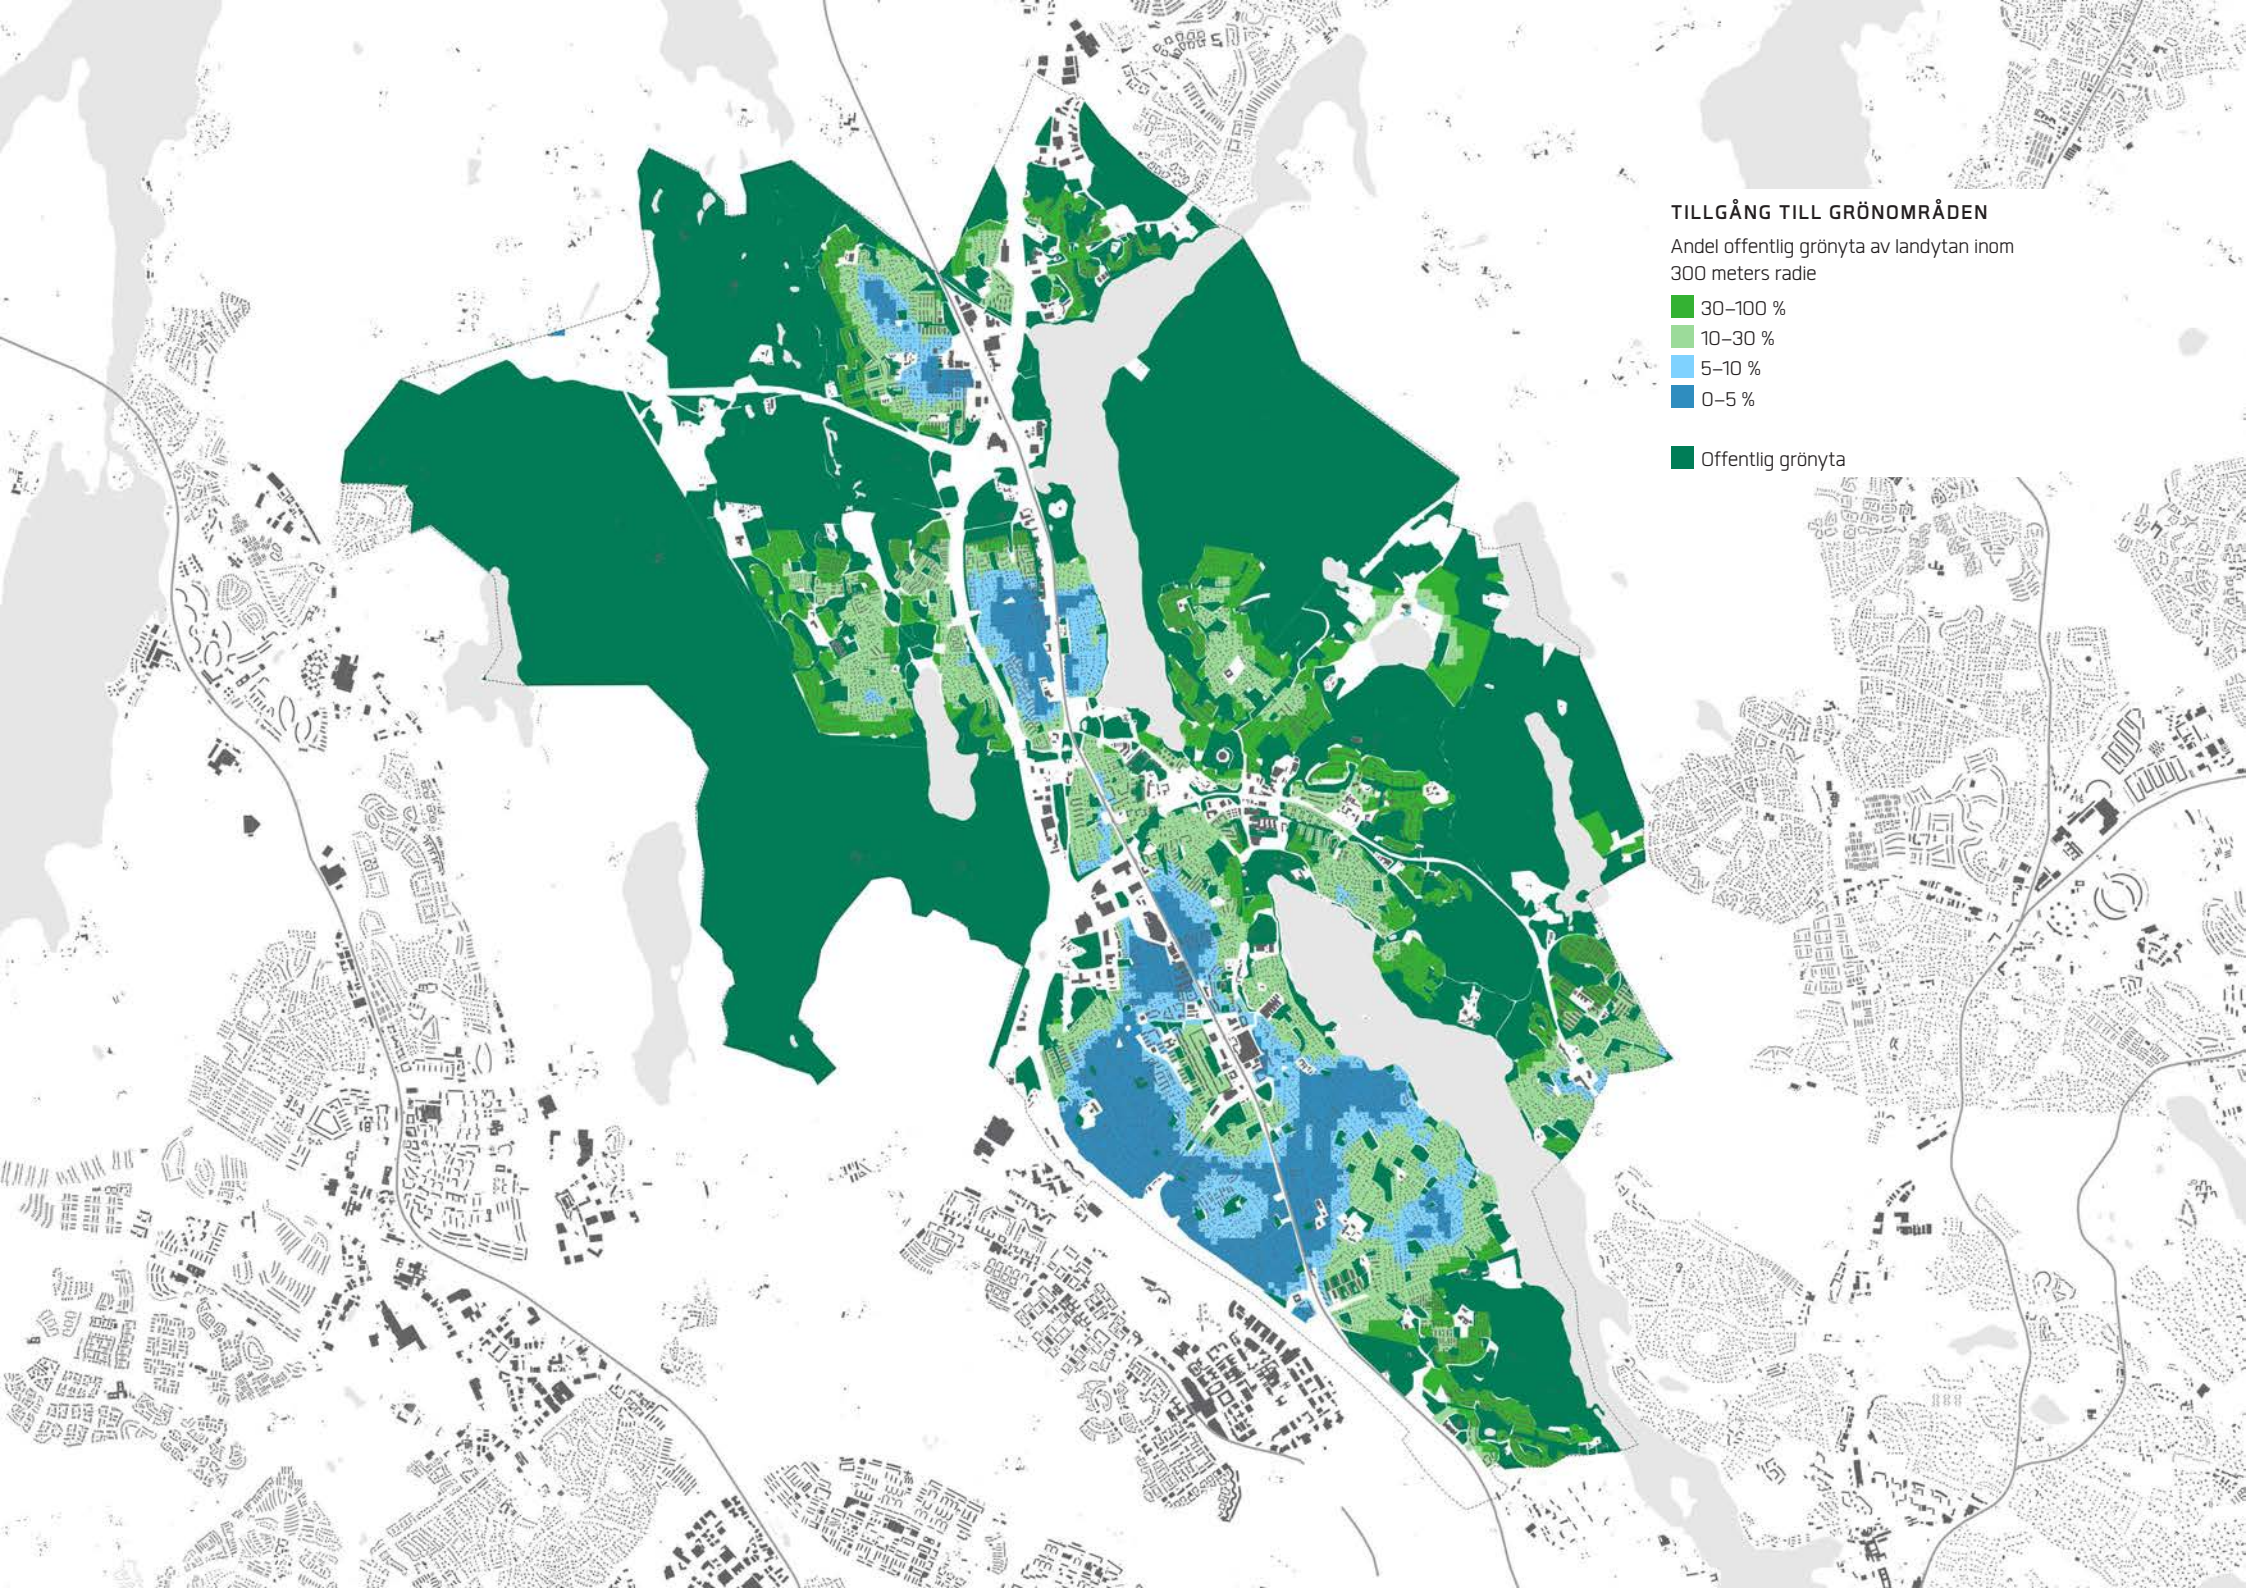 TILLGÅNG TILL GRÖNOMRÅDEN
Andel offentlig grönyta av landytan inom
300 meters radie
30–100 %
10–30 %
5–10 %
0–5 %
Offentlig grönyta